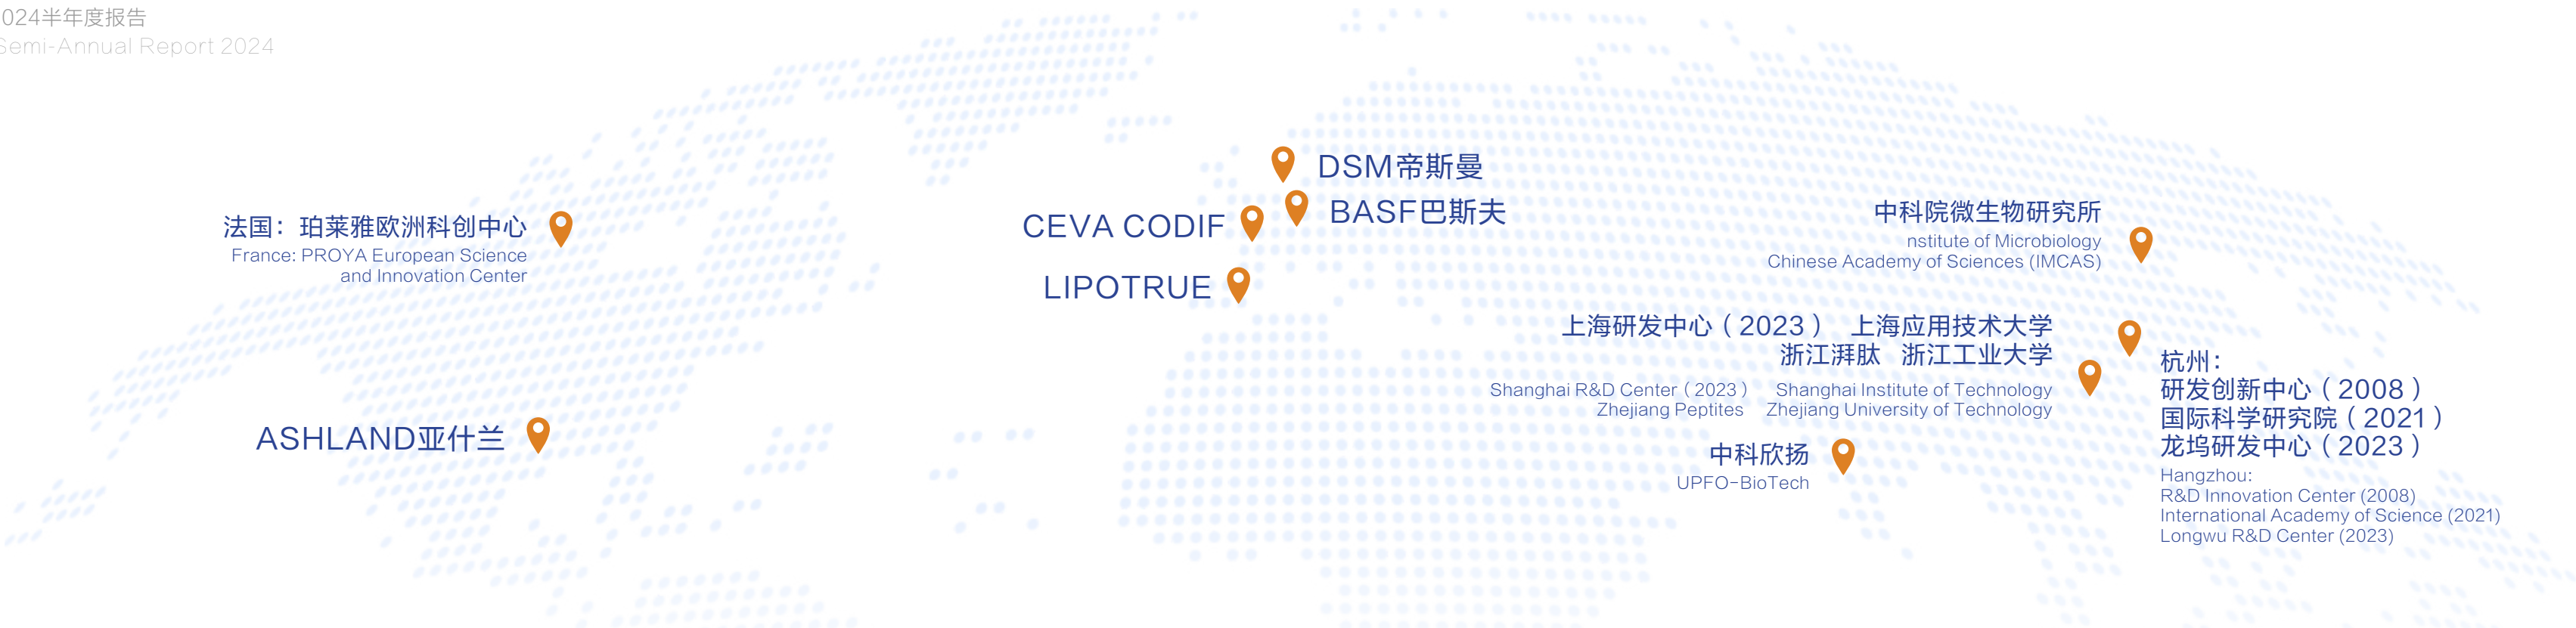 024半年度报告
Semi-Annual Report 2024
DSM帝斯曼
BASF巴斯夫
CEVA CODIF
LIPOTRUE
法国：珀莱雅欧洲科创中心
France: PROYA European Science
and Innovation Center
ASHLAND亚什兰
中科院微生物研究所
nstitute of Microbiology
Chinese Academy of Sciences (IMCAS)
上海研发中心（2023） 上海应用技术大学
浙江湃肽 浙江工业大学
Shanghai R&D Center（2023） Shanghai Institute of Technology
Zhejiang Peptites Zhejiang University of Technology
中科欣扬
UPFO-BioTech
杭州：
研发创新中心（2008）
国际科学研究院（2021）
龙坞研发中心（2023）
Hangzhou:
R&D Innovation Center (2008)
International Academy of Science (2021)
Longwu R&D Center (2023)